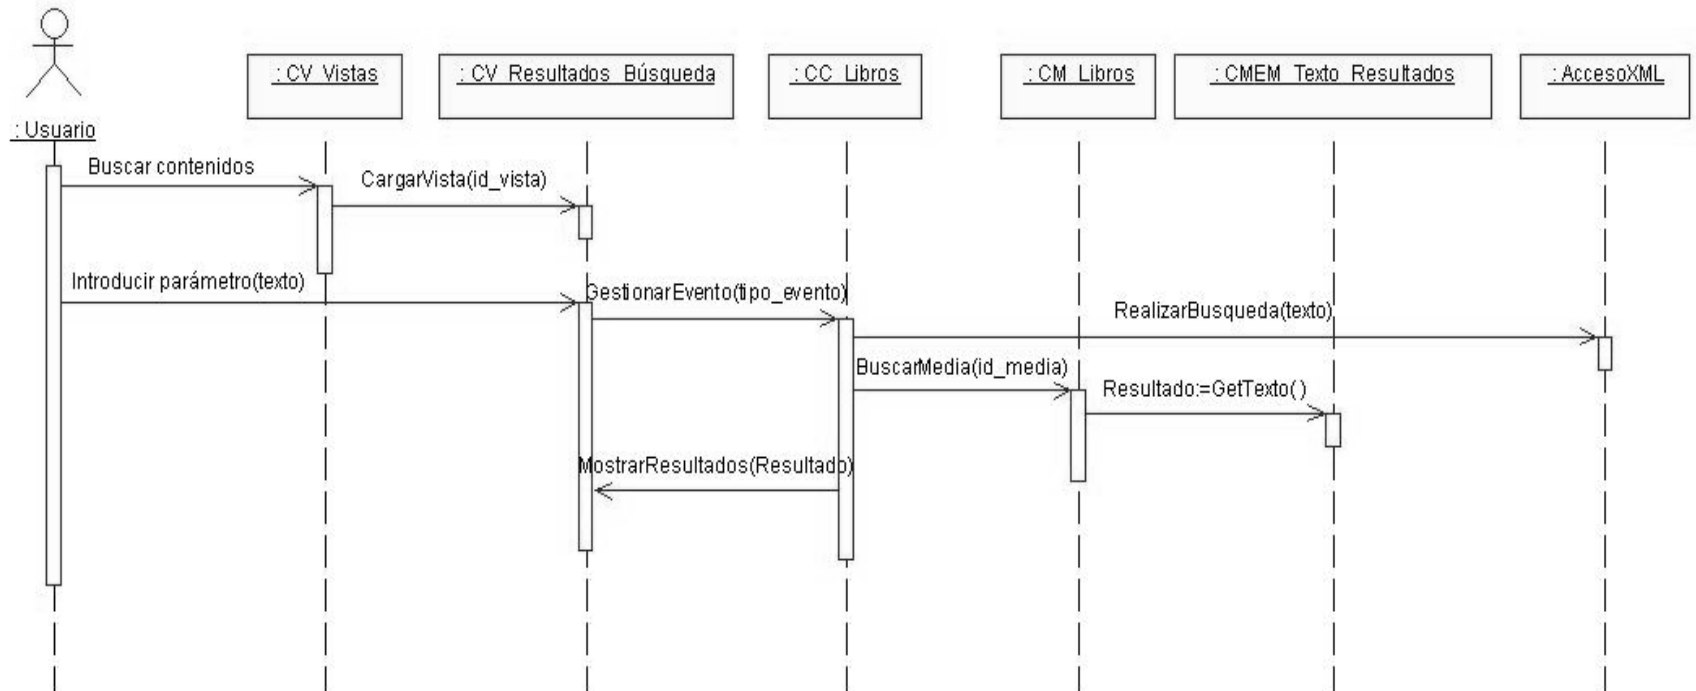 : CV_Vistas
: CV_Resultados_Búsqueda
: CC_Libros
: CM_Libros
: CMEM_Texto_Resultados
: AccesoXML
: Usuario
Buscar contenidos
CargarVista(id_vista)
Introducir parámetro(texto)
GestionarEvento(tipo_evento)
RealizarBusqueda(texto)
BuscarMedia(id_media)
Resultado:=GetTexto()
MostrarResultados(Resultado)